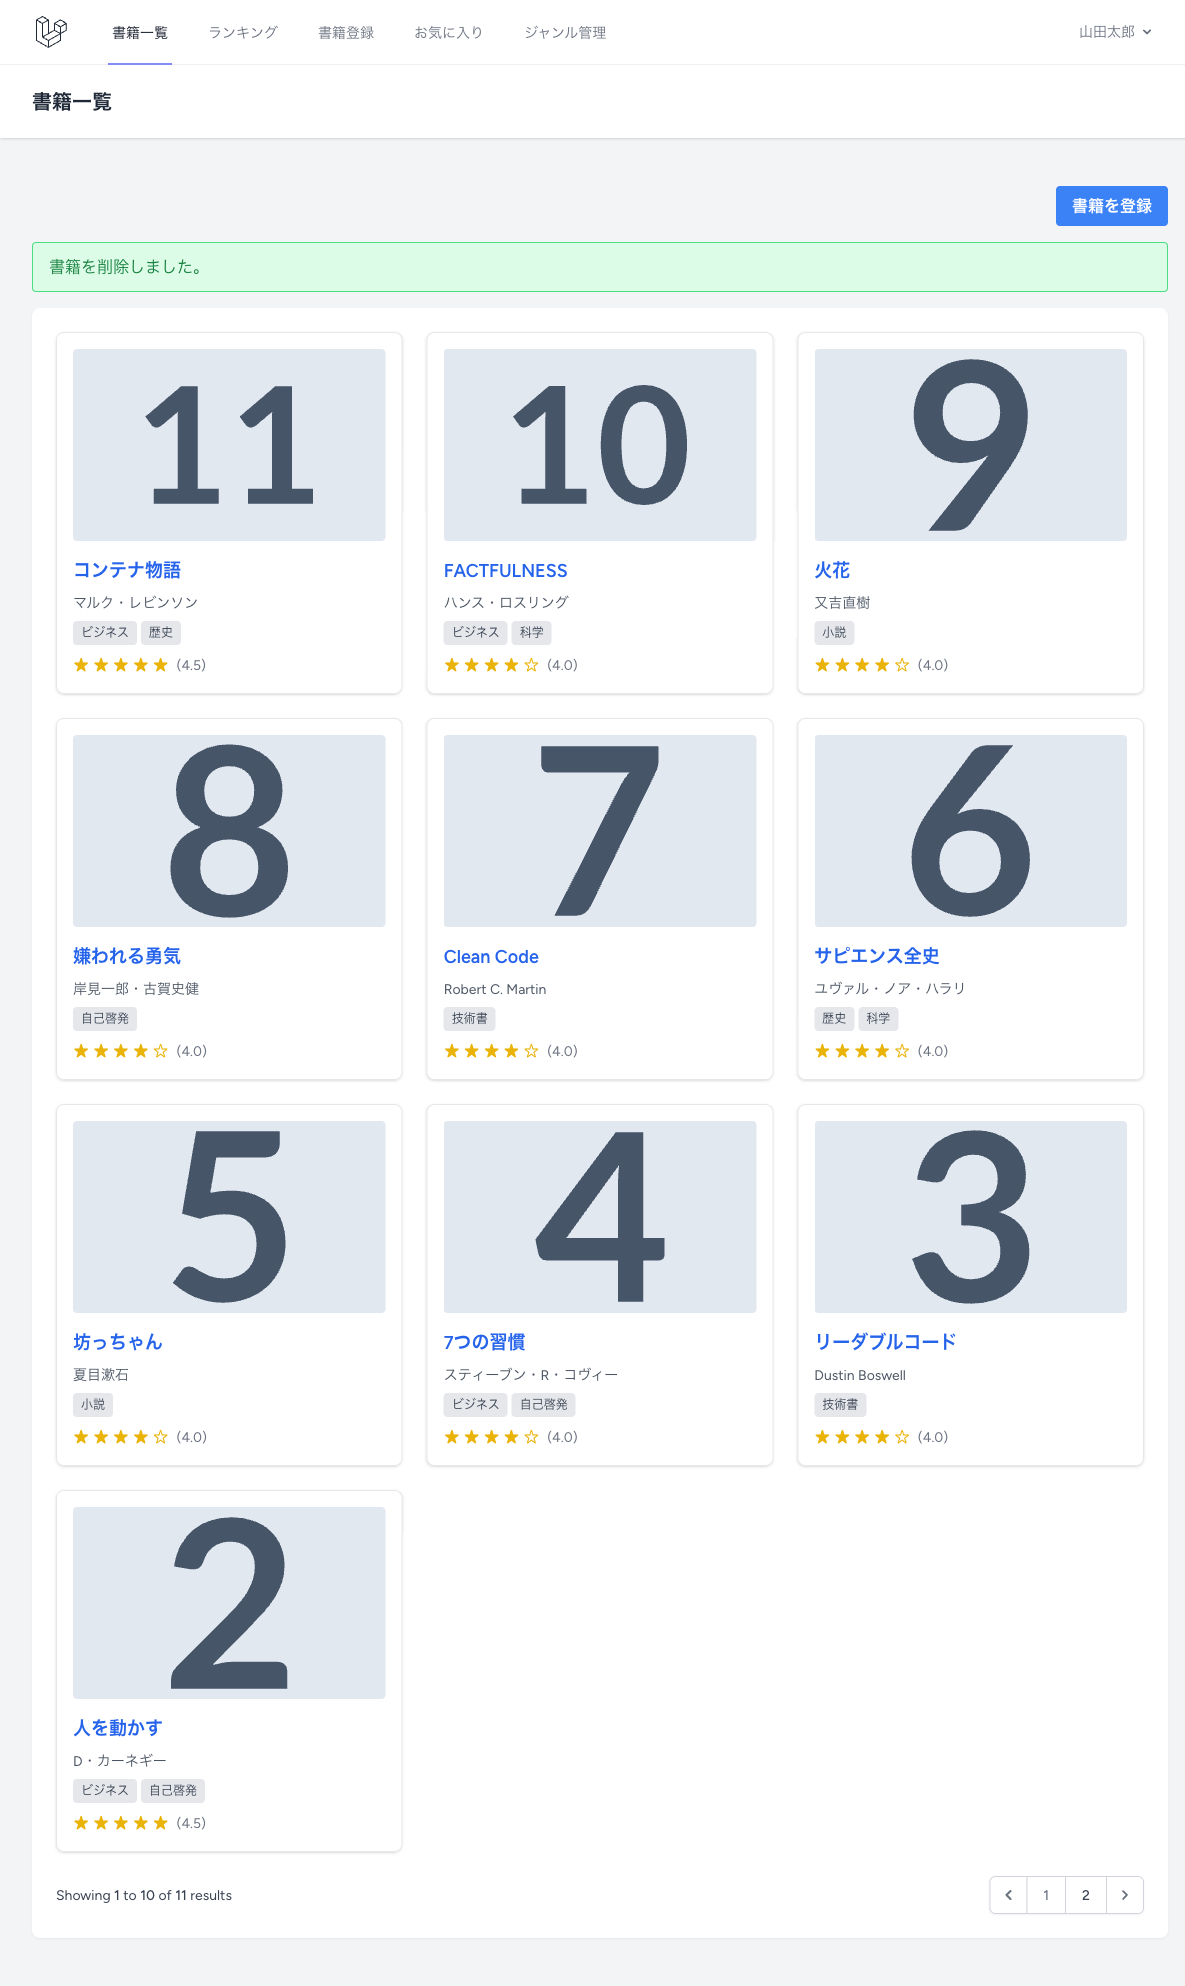 書籍一覧 ランキング 書籍登録 お気に入り ジャンル管理 山田太郎
書籍一覧
書籍を登録
書籍を削除しました。
11 10 9
コンテナ物語 FACTFULNESS 火花
マルク・レビンソン ハンス・ロスリング 又吉直樹
ビジネス 歴史 ビジネス 科学 小説
★★★★★ (4.5) ★★★★☆ (4.0) ★★★★☆ (4.0)
8 7 6
嫌われる勇気 Clean Code サピエンス全史
岸見一郎・古賀史健 Robert C. Martin ユヴァル・ノア・ハラリ
自己啓発 技術書 歴史 科学
★★★★☆ (4.0) ★★★★☆ (4.0) ★★★★☆ (4.0)
5 4 3
坊っちゃん 7つの習慣 リーダブルコード
夏目漱石 スティーブン・R・コヴィー Dustin Boswell
小説 ビジネス 自己啓発 技術書
★★★★☆ (4.0) ★★★★☆ (4.0) ★★★★☆ (4.0)
2
人を動かす
D・カーネギー
ビジネス 自己啓発
★★★★★ (4.5)
Showing 1 to 10 of 11 results 1 2